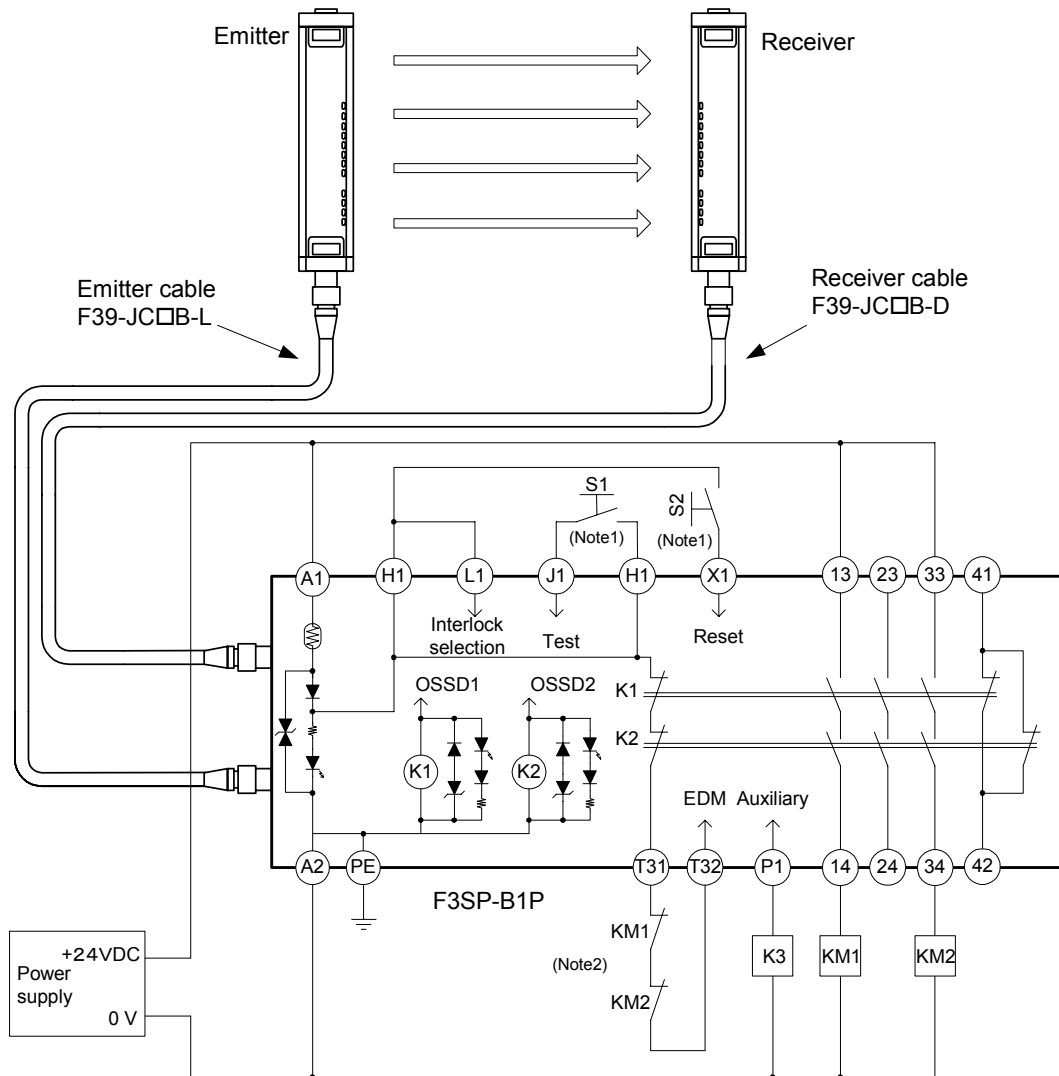 Emitter
Receiver
Emitter cable
F39-JC□B-L
Receiver cable
F39-JC□B-D
S1
(Note1)
S2
(Note1)
A1
H1
L1
J1
H1
X1
13
23
33
41
Interlock
selection
Test
Reset
OSSD1
OSSD2
K1
K2
K1
K2
EDM
Auxiliary
A2
PE
T31
T32
P1
14
24
34
42
F3SP-B1P
+24VDC
Power
supply
0 V
KM1
(Note2)
KM2
K3
KM1
KM2